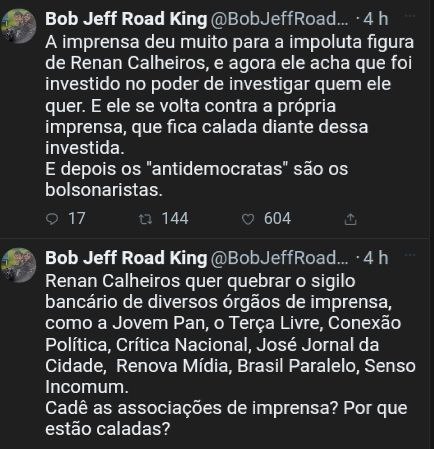 Bob Jeff Road King @BobJeffRoad... · 4 h
A imprensa deu muito para a impoluta figura
de Renan Calheiros, e agora ele acha que foi
investido no poder de investigar quem ele
quer. E ele se volta contra a própria
imprensa, que fica calada diante dessa
investida.
E depois os "antidemocratas" são os
bolsonaristas.
17 144 604
Bob Jeff Road King @BobJeffRoad... · 4 h
Renan Calheiros quer quebrar o sigilo
bancário de diversos órgãos de imprensa,
como a Jovem Pan, o Terça Livre, Conexão
Política, Crítica Nacional, José Jornal da
Cidade, Renova Mídia, Brasil Paralelo, Senso
Incomum.
Cadê as associações de imprensa? Por que
estão caladas?